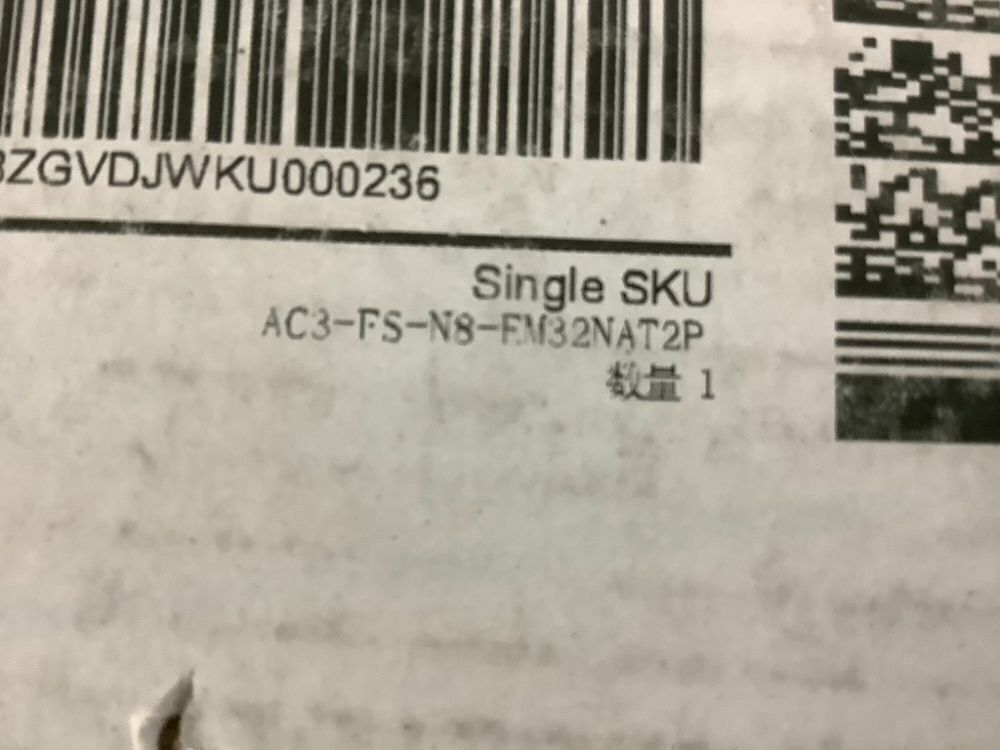 ZGVDJWKU000236
Single SKU
AC3-FS-N8-FM32NAT2P
数量 1